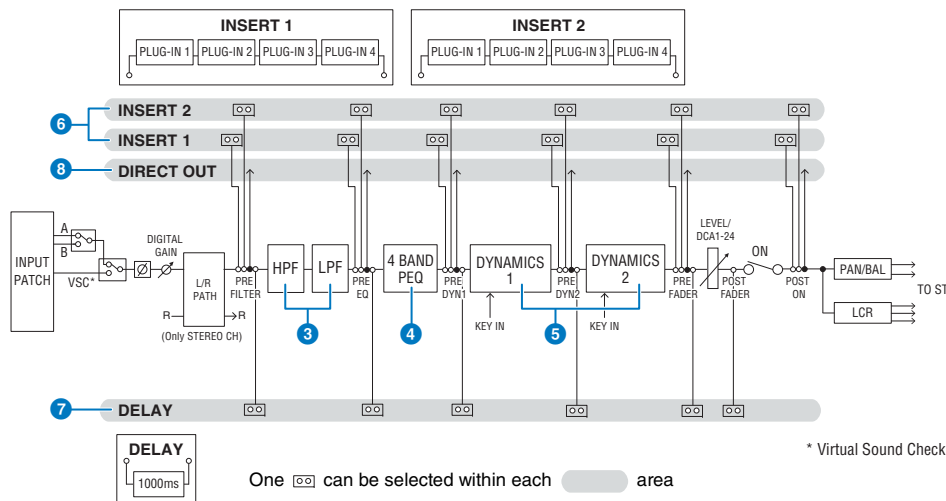 INSERT 1
PLUG-IN 1 PLUG-IN 2 PLUG-IN 3 PLUG-IN 4
INSERT 2
PLUG-IN 1 PLUG-IN 2 PLUG-IN 3 PLUG-IN 4
6
INSERT 2
INSERT 1
8
DIRECT OUT
INPUT
PATCH
A
B
VSC*
DIGITAL
GAIN
L/R
PATH
R
R
(Only STEREO CH)
PRE
FILTER
HPF
LPF
3
PRE
EQ
4 BAND
PEQ
4
PRE
DYN1
DYNAMICS
1
KEY IN
PRE
DYN2
5
DYNAMICS
2
KEY IN
PRE
FADER
LEVEL/
DCA1-24
POST
FADER
ON
POST
ON
PAN/BAL
LCR
TO ST
7
DELAY
DELAY
1000ms
One can be selected within each area
* Virtual Sound Check